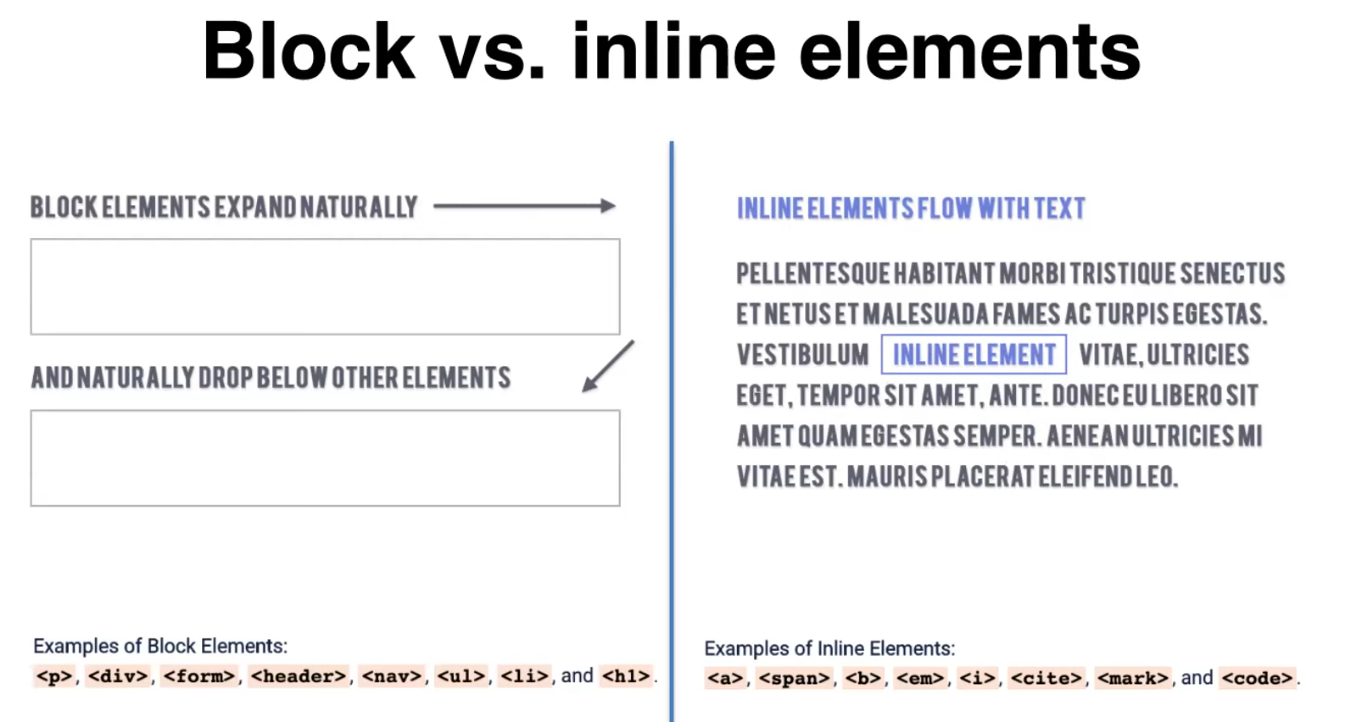 Block vs. inline elements
BLOCK ELEMENTS EXPAND NATURALLY
AND NATURALLY DROP BELOW OTHER ELEMENTS
Examples of Block Elements:
<p>, <div>, <form>, <header>, <nav>, <ul>, <li>, and <h1>.
INLINE ELEMENTS FLOW WITH TEXT
PELLENTESQUE HABITANT MORBI TRISTIQUE SENECTUS
ET NETUS ET MALESUADA FAMES AC TURPIS EGESTAS.
VESTIBULUM INLINE ELEMENT VITAE, ULTRICIES
EGET, TEMPOR SIT AMET, ANTE. DONEC EU LIBERO SIT
AMET QUAM EGESTAS SEMPER. AENEAN ULTRICIES MI
VITAE EST. MAURIS PLACERAT ELEIFEND LEO.
Examples of Inline Elements:
<a>, <span>, <b>, <em>, <i>, <cite>, <mark>, and <code>.